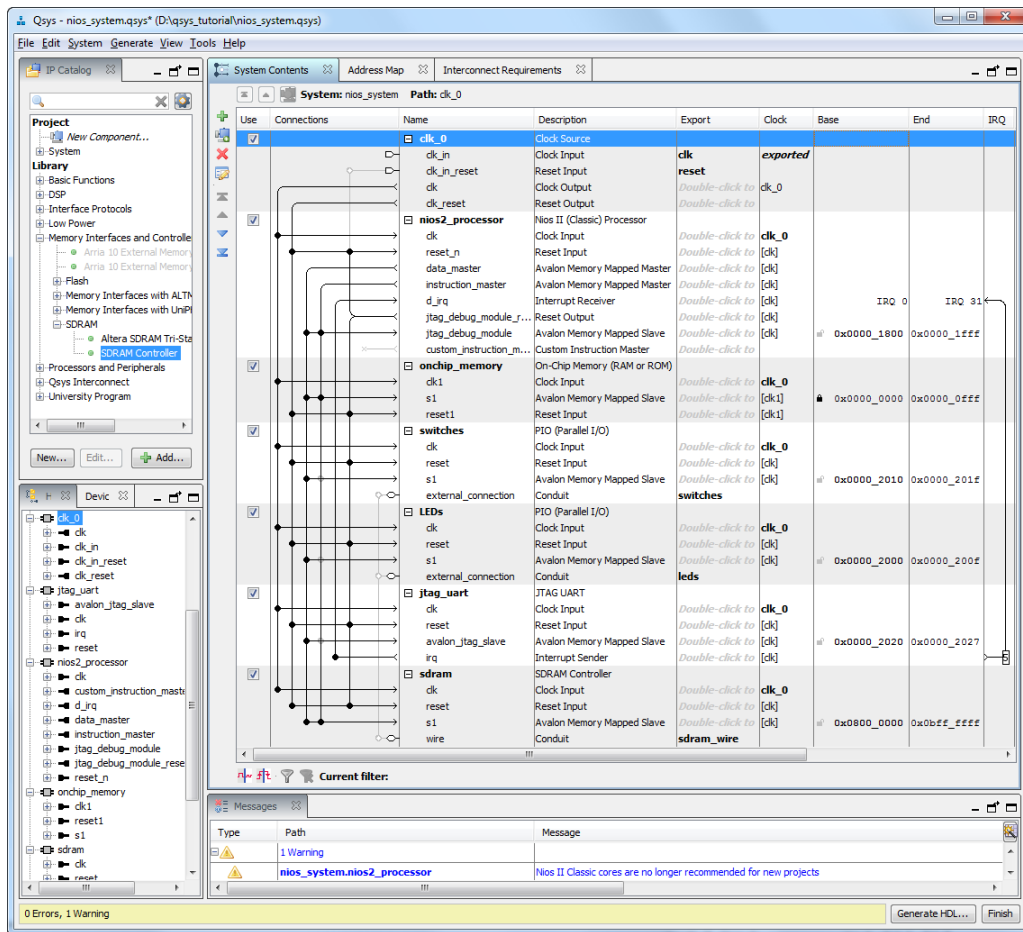 Qsys - nios_system.qsys* (D:\qsys_tutorial\nios_system.qsys)
File Edit System Generate View Tools Help
IP Catalog
Project
New Component...
System
Library
Basic Functions
DSP
Interface Protocols
Low Power
Memory Interfaces and Controlle
Arria 10 External Memory
Arria 10 External Memory
Flash
Memory Interfaces with ALTM
Memory Interfaces with UniPl
SDRAM
Altera SDRAM Tri-Sta
SDRAM Controller
Processors and Peripherals
Qsys Interconnect
University Program
New... Edit... Add...
Devic
clk_0
clk
clk_in
clk_in_reset
clk_reset
jtag_uart
avalon_jtag_slave
clk
irq
reset
nios2_processor
clk
custom_instruction_maste
d_irq
data_master
instruction_master
jtag_debug_module
jtag_debug_module_rese
reset_n
onchip_memory
clk1
reset1
s1
sdram
clk
reset
System Contents Address Map Interconnect Requirements
System: nios_system Path: clk_0
Use Connections Name Description Export Clock Base End IRQ
clk_0 Clock Source
clk_in Clock Input clk exported
clk_in_reset Reset Input reset
clk Clock Output Double-click to clk_0
clk_reset Reset Output Double-click to
nios2_processor Nios II (Classic) Processor
clk Clock Input Double-click to clk_0
reset_n Reset Input Double-click to [clk]
data_master Avalon Memory Mapped Master Double-click to [clk]
instruction_master Avalon Memory Mapped Master Double-click to [clk]
d_irq Interrupt Receiver Double-click to [clk] IRQ 0 IRQ 31
jtag_debug_module_r... Reset Output Double-click to [clk]
jtag_debug_module Avalon Memory Mapped Slave Double-click to [clk] 0x0000_1800 0x0000_1fff
custom_instruction_m... Custom Instruction Master Double-click to
onchip_memory On-Chip Memory (RAM or ROM)
clk1 Clock Input Double-click to clk_0
s1 Avalon Memory Mapped Slave Double-click to [clk1] 0x0000_0000 0x0000_0fff
reset1 Reset Input Double-click to [clk1]
switches PIO (Parallel I/O)
clk Clock Input Double-click to clk_0
reset Reset Input Double-click to [clk]
s1 Avalon Memory Mapped Slave Double-click to [clk] 0x0000_2010 0x0000_201f
external_connection Conduit switches
LEDs PIO (Parallel I/O)
clk Clock Input Double-click to clk_0
reset Reset Input Double-click to [clk]
s1 Avalon Memory Mapped Slave Double-click to [clk] 0x0000_2000 0x0000_200f
external_connection Conduit leds
jtag_uart JTAG UART
clk Clock Input Double-click to clk_0
reset Reset Input Double-click to [clk]
avalon_jtag_slave Avalon Memory Mapped Slave Double-click to [clk] 0x0000_2020 0x0000_2027
irq Interrupt Sender Double-click to [clk] 5
sdram SDRAM Controller
clk Clock Input Double-click to clk_0
reset Reset Input Double-click to [clk]
s1 Avalon Memory Mapped Slave Double-click to [clk] 0x0800_0000 0x0bff_ffff
wire Conduit sdram_wire
Current filter:
Messages
Type Path Message
1 Warning
nios_system.nios2_processor Nios II Classic cores are no longer recommended for new projects
0 Errors, 1 Warning
Generate HDL... Finish